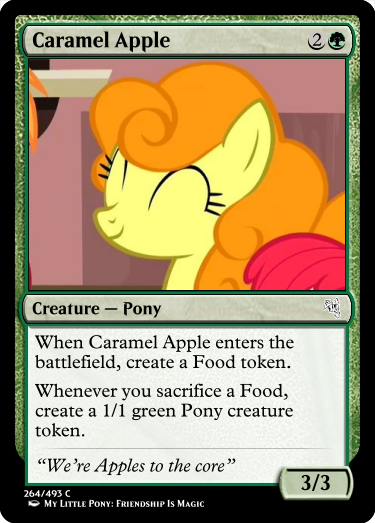 Caramel Apple 2
Creature — Pony
When Caramel Apple enters the
battlefield, create a Food token.
Whenever you sacrifice a Food,
create a 1/1 green Pony creature
token.
“We’re Apples to the core”
3/3
264/493 C
My Little Pony: Friendship Is Magic